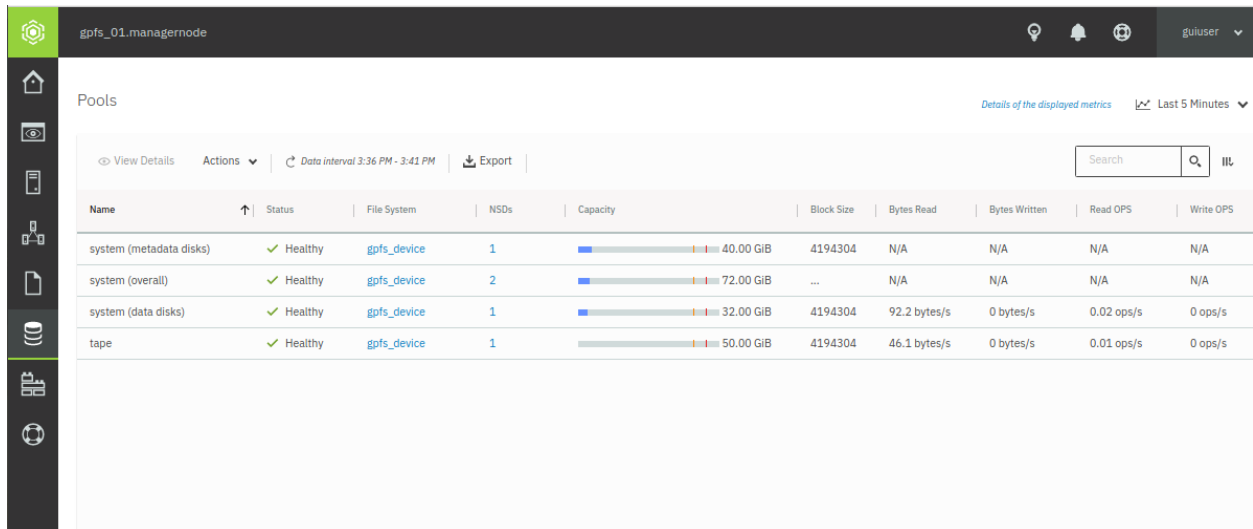 gpfs_01.managernode
guiuser
Pools
Details of the displayed metrics
Last 5 Minutes
View Details Actions Data interval 3:36 PM - 3:41 PM Export Search
Name Status File System NSDs Capacity Block Size Bytes Read Bytes Written Read OPS Write OPS
system (metadata disks) Healthy gpfs_device 1 40.00 GiB 4194304 N/A N/A N/A N/A
system (overall) Healthy gpfs_device 2 72.00 GiB ... N/A N/A N/A N/A
system (data disks) Healthy gpfs_device 1 32.00 GiB 4194304 92.2 bytes/s 0 bytes/s 0.02 ops/s 0 ops/s
tape Healthy gpfs_device 1 50.00 GiB 4194304 46.1 bytes/s 0 bytes/s 0.01 ops/s 0 ops/s